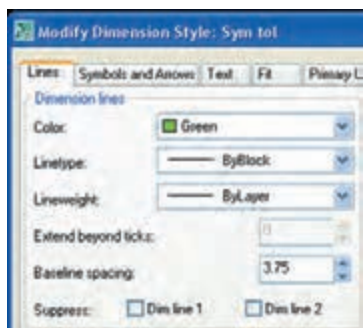 Modify Dimension Style: Sym tol
Lines Symbols and Arrows Text Fit Primary
Dimension lines
Color: Green
Linetype: ByBlock
Lineweight: ByLayer
Extend beyond ticks: 0
Baseline spacing: 3.75
Suppress: Dim line 1 Dim line 2